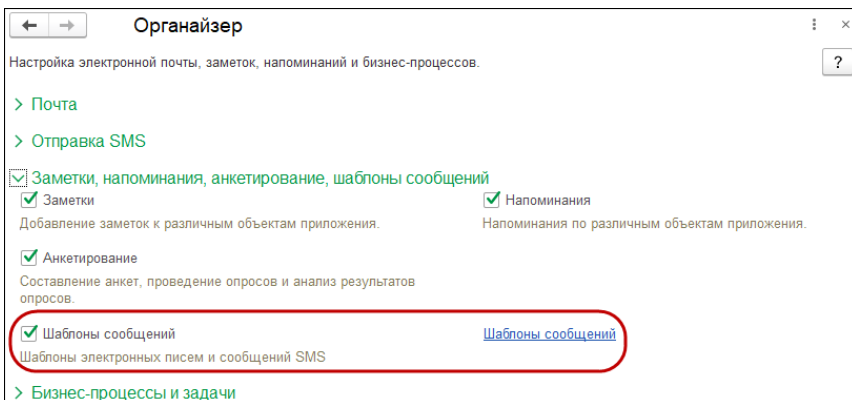 Органайзер
Настройка электронной почты, заметок, напоминаний и бизнес-процессов.
?
Почта
Отправка SMS
Заметки, напоминания, анкетирование, шаблоны сообщений
Заметки
Напоминания
Добавление заметок к различным объектам приложения.
Напоминания по различным объектам приложения.
Анкетирование
Составление анкет, проведение опросов и анализ результатов
опросов.
Шаблоны сообщений
Шаблоны сообщений
Шаблоны электронных писем и сообщений SMS
Бизнес-процессы и задачи